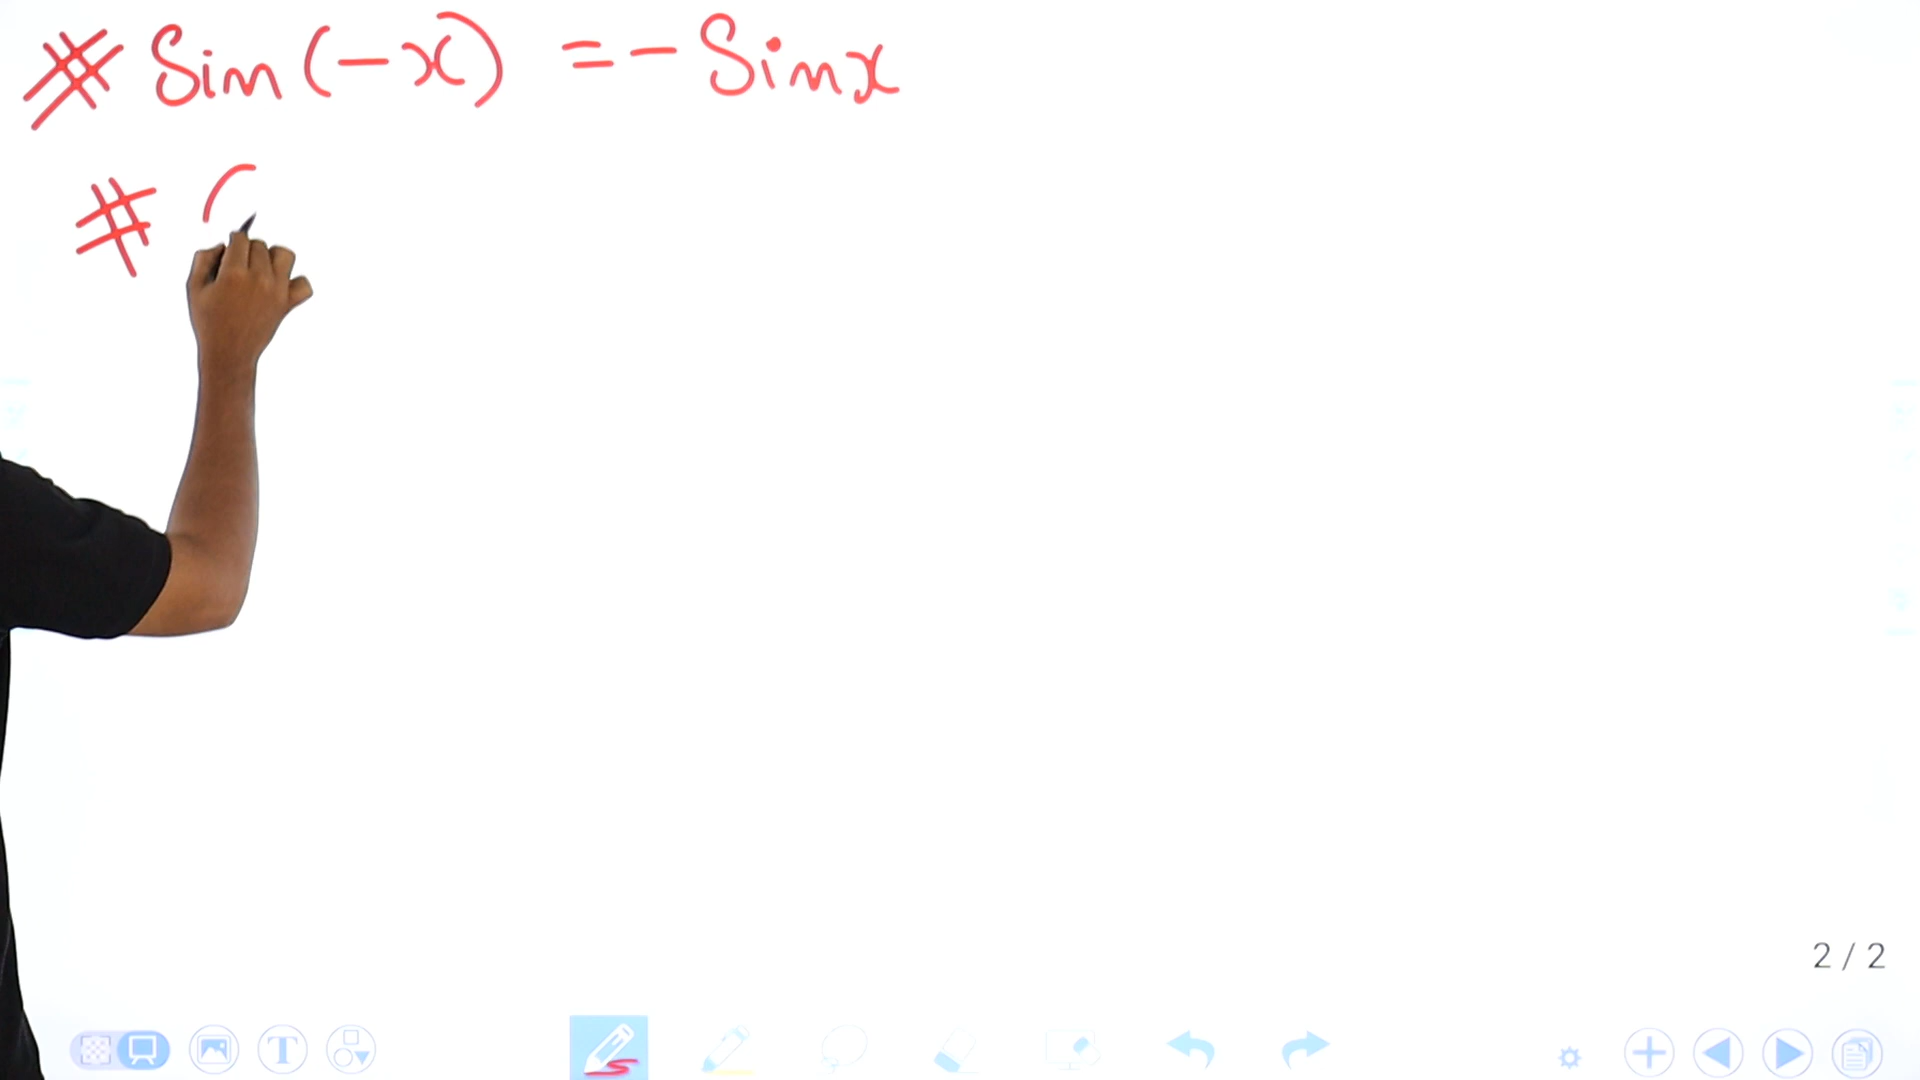 # Sin(-x) = - Sinx
#
2 / 2
T